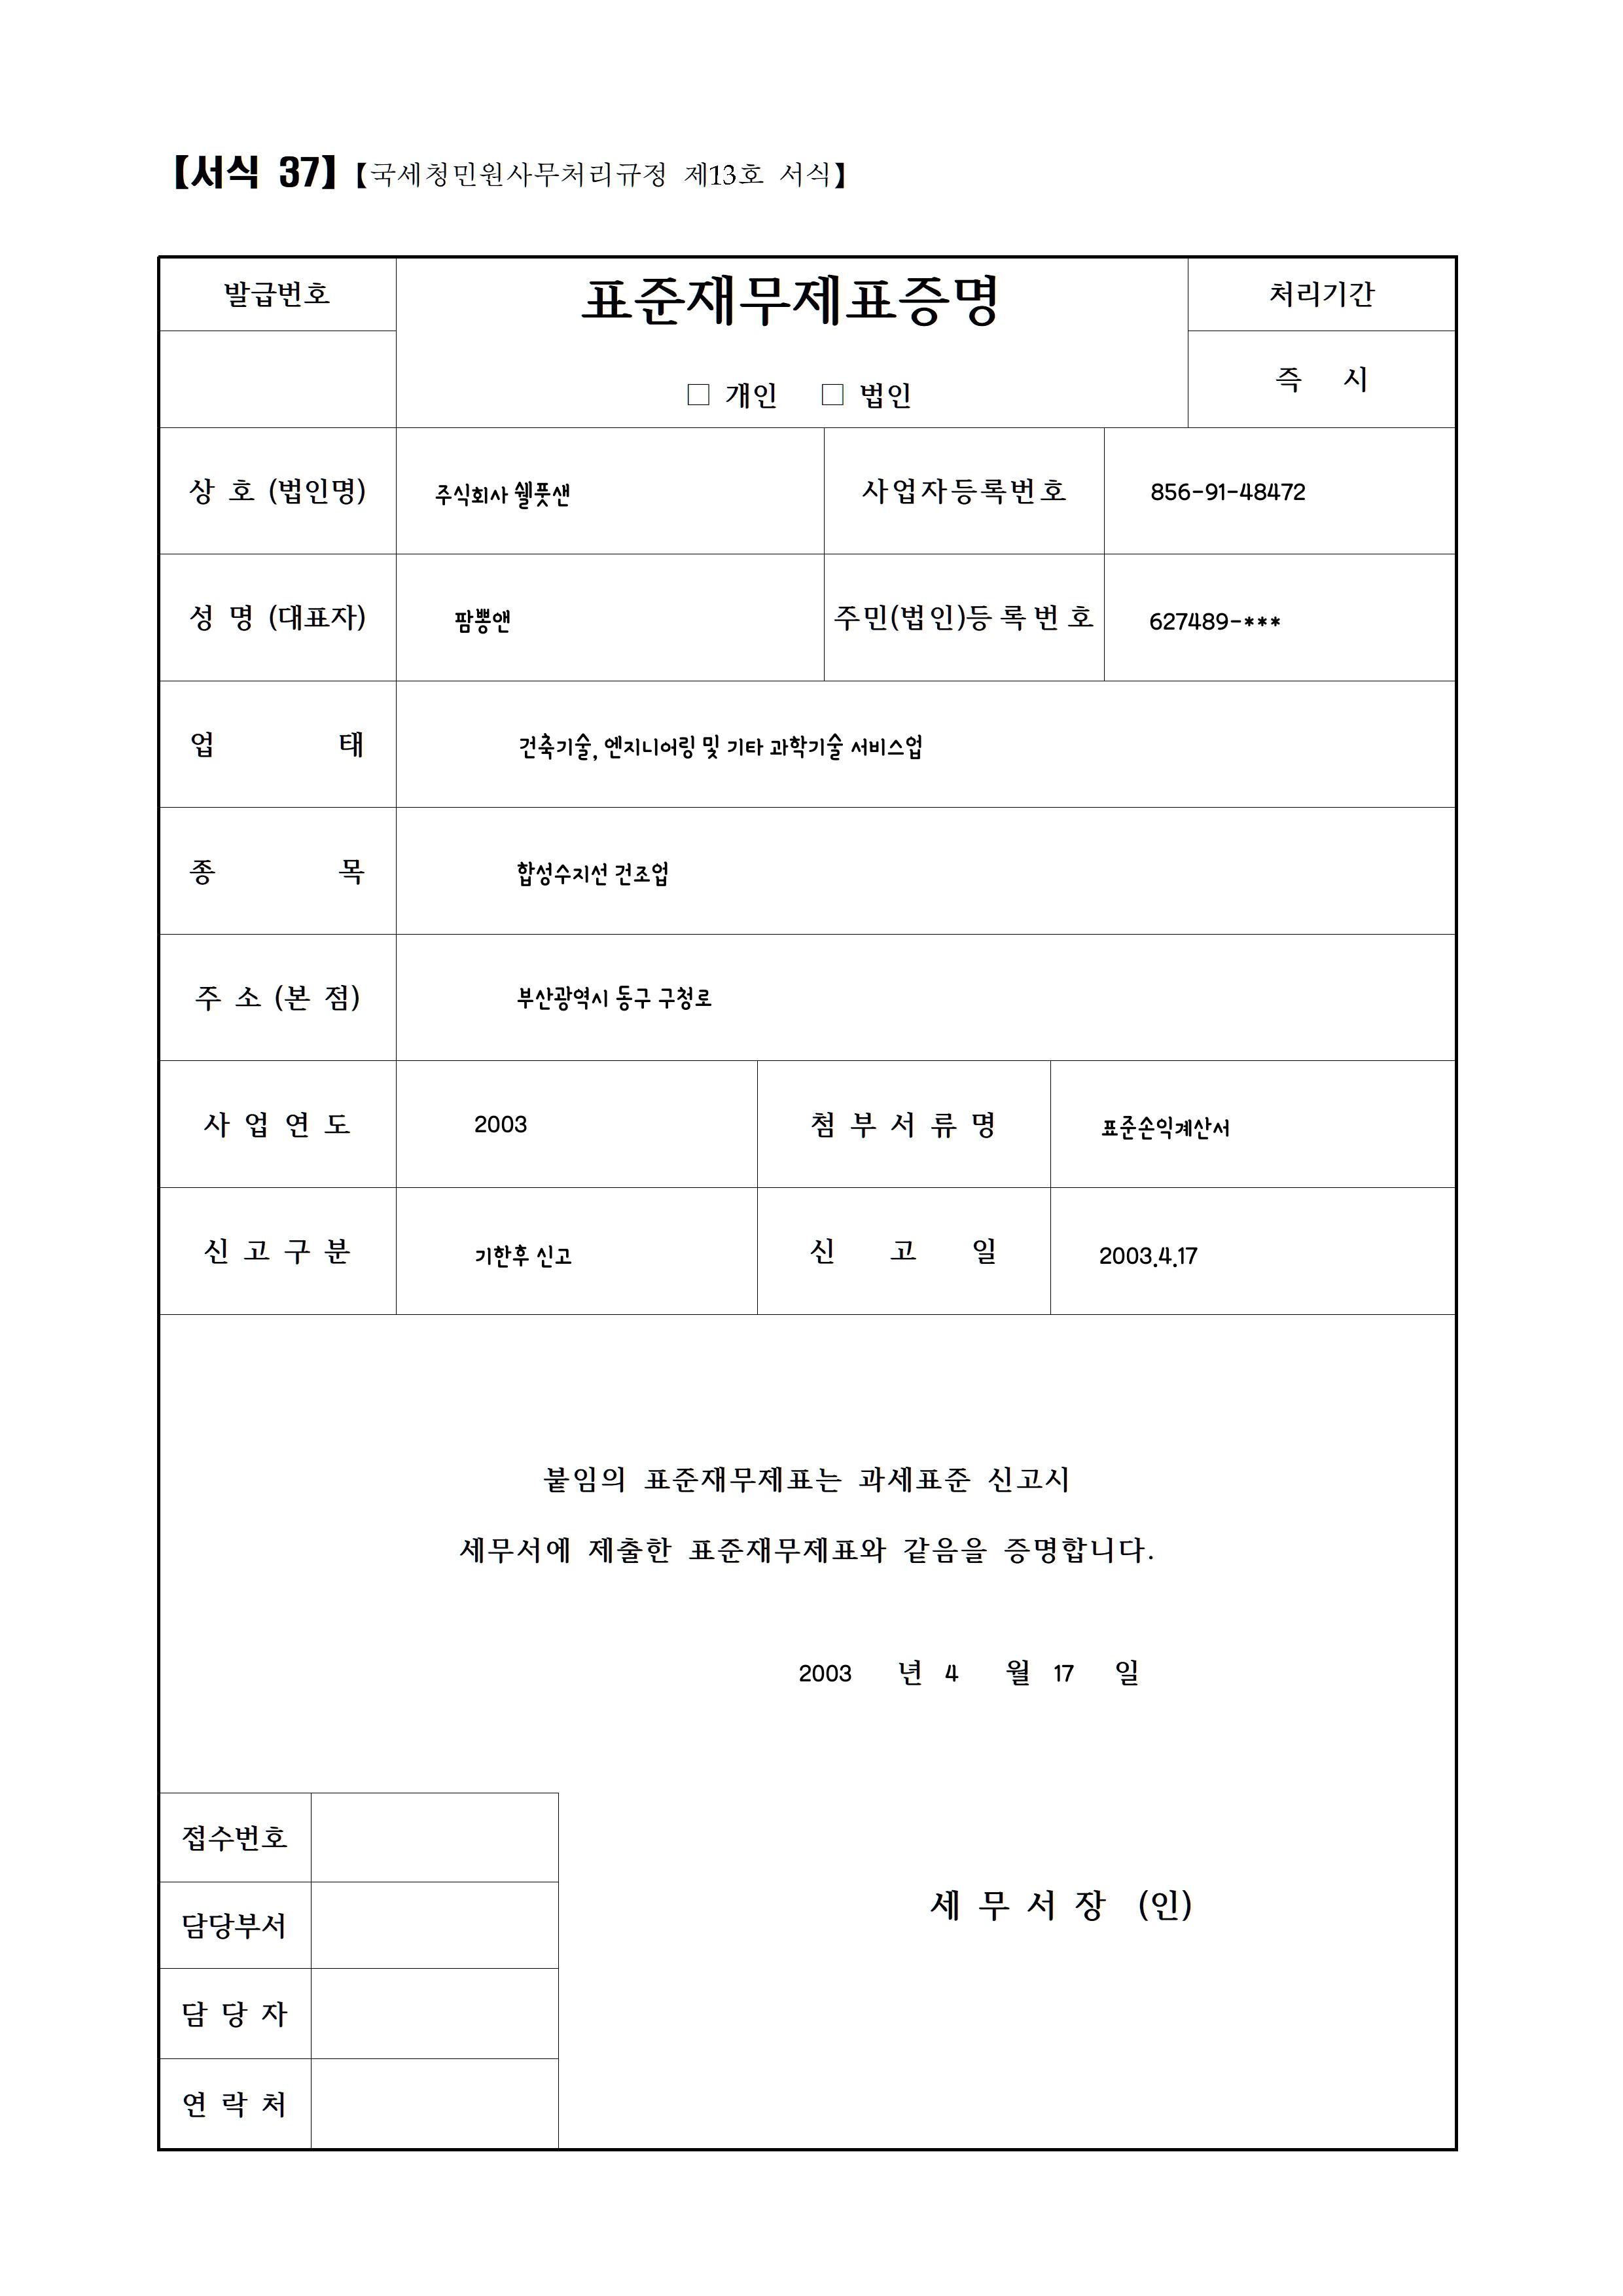 【서식 37】【국세청민원사무처리규정 제13호 서식】
발급번호
표준재무제표증명
□ 개인 □ 법인
처리기간
즉 시
상 호 (법인명) 주식회사 쉘풋샌 사업자등록번호 856-91-48472
성 명 (대표자) 팜뽕앤 주민(법인)등록번호 627489-***
업 태 건축기술, 엔지니어링 및 기타 과학기술 서비스업
종 목 합성수지선 건조업
주 소 (본 점) 부산광역시 동구 구청로
사 업 연 도 2003 첨 부 서 류 명 표준손익계산서
신 고 구 분 기한후 신고 신 고 일 2003.4.17
붙임의 표준재무제표는 과세표준 신고시
세무서에 제출한 표준재무제표와 같음을 증명합니다.
2003 년 4 월 17 일
접수번호
담당부서
세 무 서 장 (인)
담 당 자
연 락 처